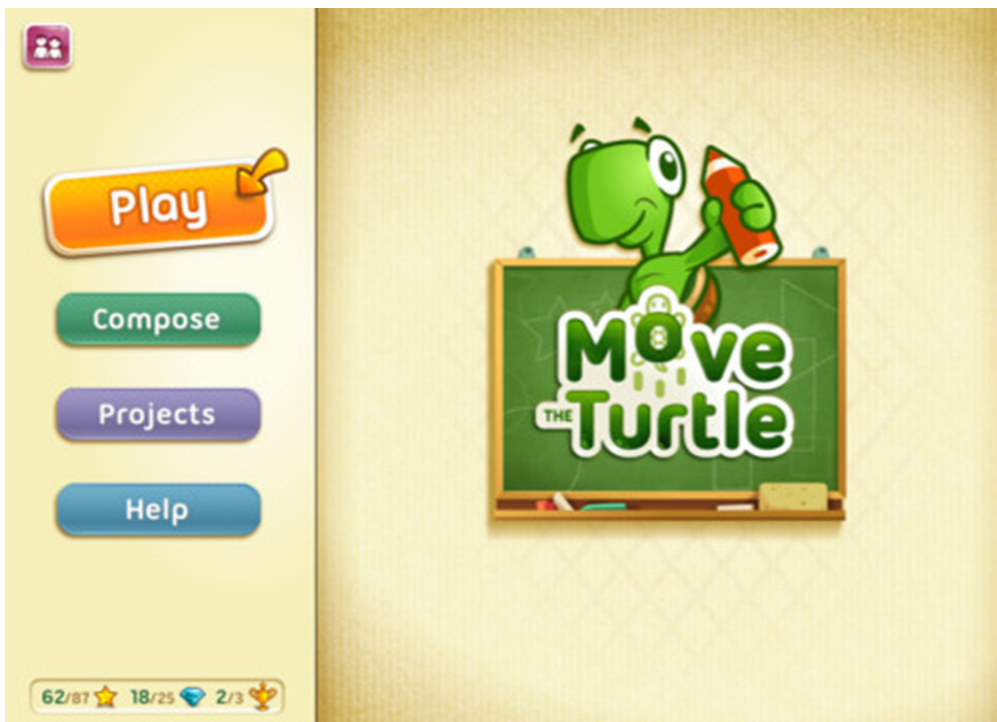 Play
Compose
Projects
Help
62/87 18/25 2/3
Move
THE Turtle